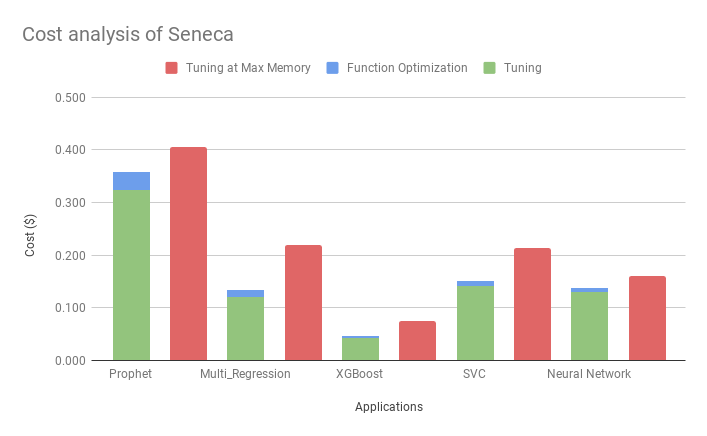 Cost analysis of Seneca
Tuning at Max Memory Function Optimization Tuning
0.500
0.400
0.300
0.200
0.100
0.000
Cost ($)
Prophet Multi_Regression XGBoost SVC Neural Network
Applications